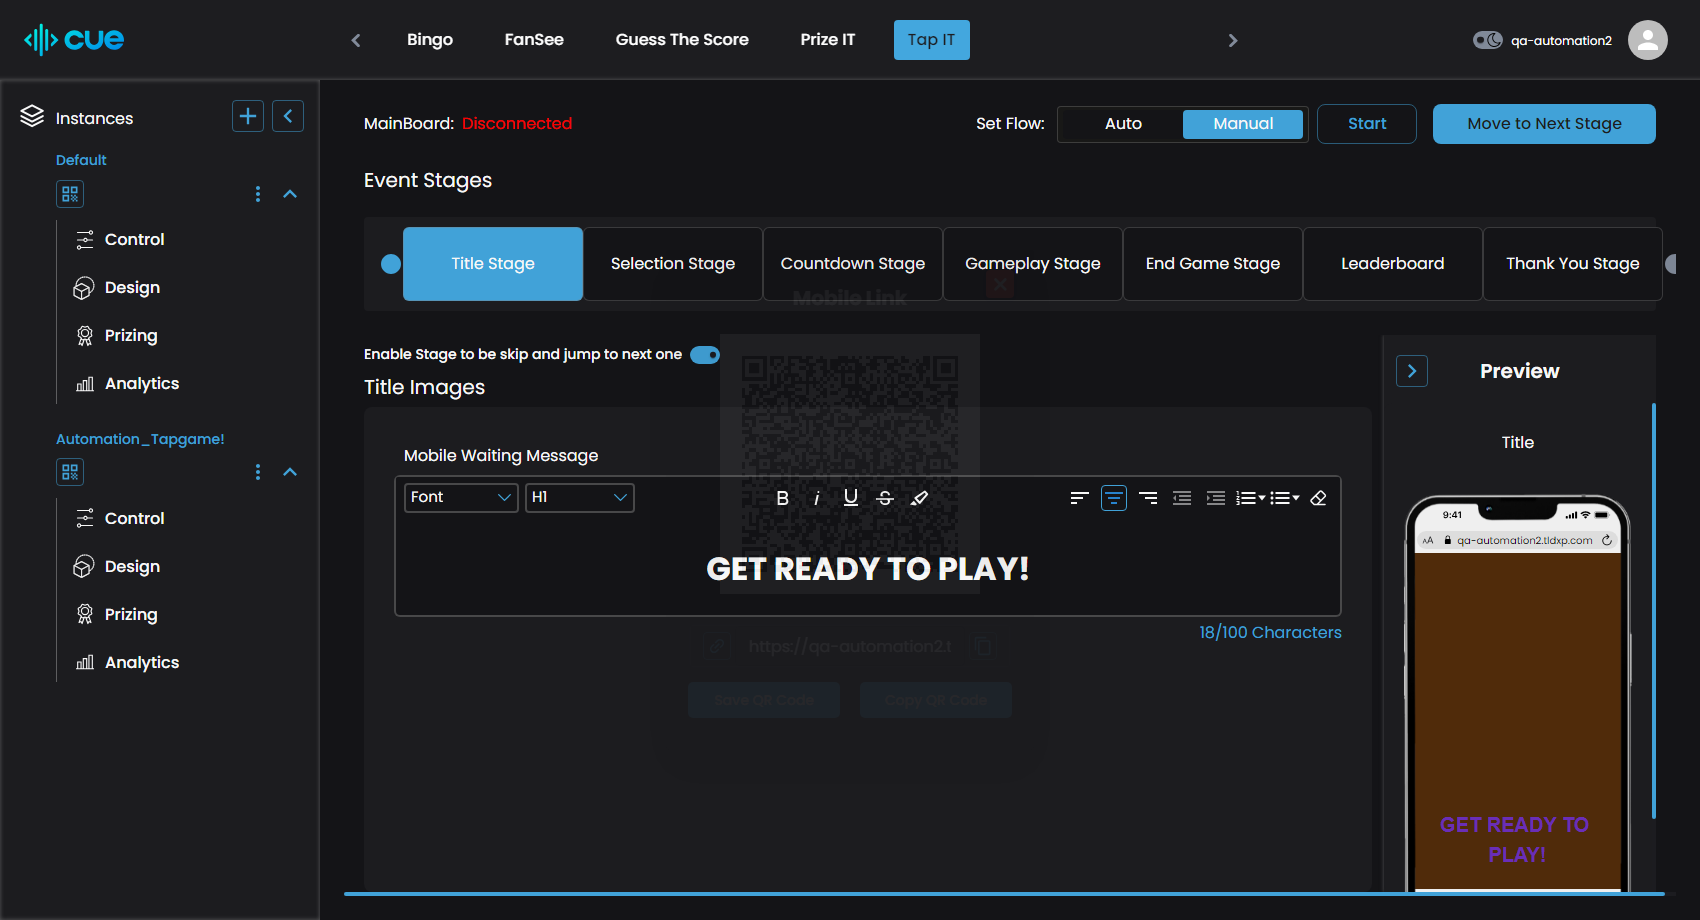 cue
Bingo
FanSee
Guess The Score
Prize IT
Tap IT
qa-automation2
Instances
Default
Control
Design
Prizing
Analytics
Automation_Tapgame!
Control
Design
Prizing
Analytics
MainBoard: Disconnected
Set Flow:
Auto
Manual
Start
Move to Next Stage
Event Stages
Title Stage
Selection Stage
Countdown Stage
Gameplay Stage
End Game Stage
Leaderboard
Thank You Stage
Mobile Link
Enable Stage to be skip and jump to next one
Title Images
Mobile Waiting Message
Font
H1
B i U S
GET READY TO PLAY!
18/100 Characters
https://qa-automation2.t
Save QR Code
Copy QR Code
Preview
Title
9:41
AA qa-automation2.tldxp.com
GET READY TO
PLAY!